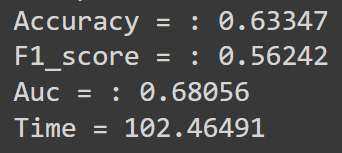 Accuracy = : 0.63347
F1_score = : 0.56242
Auc = : 0.68056
Time = 102.46491